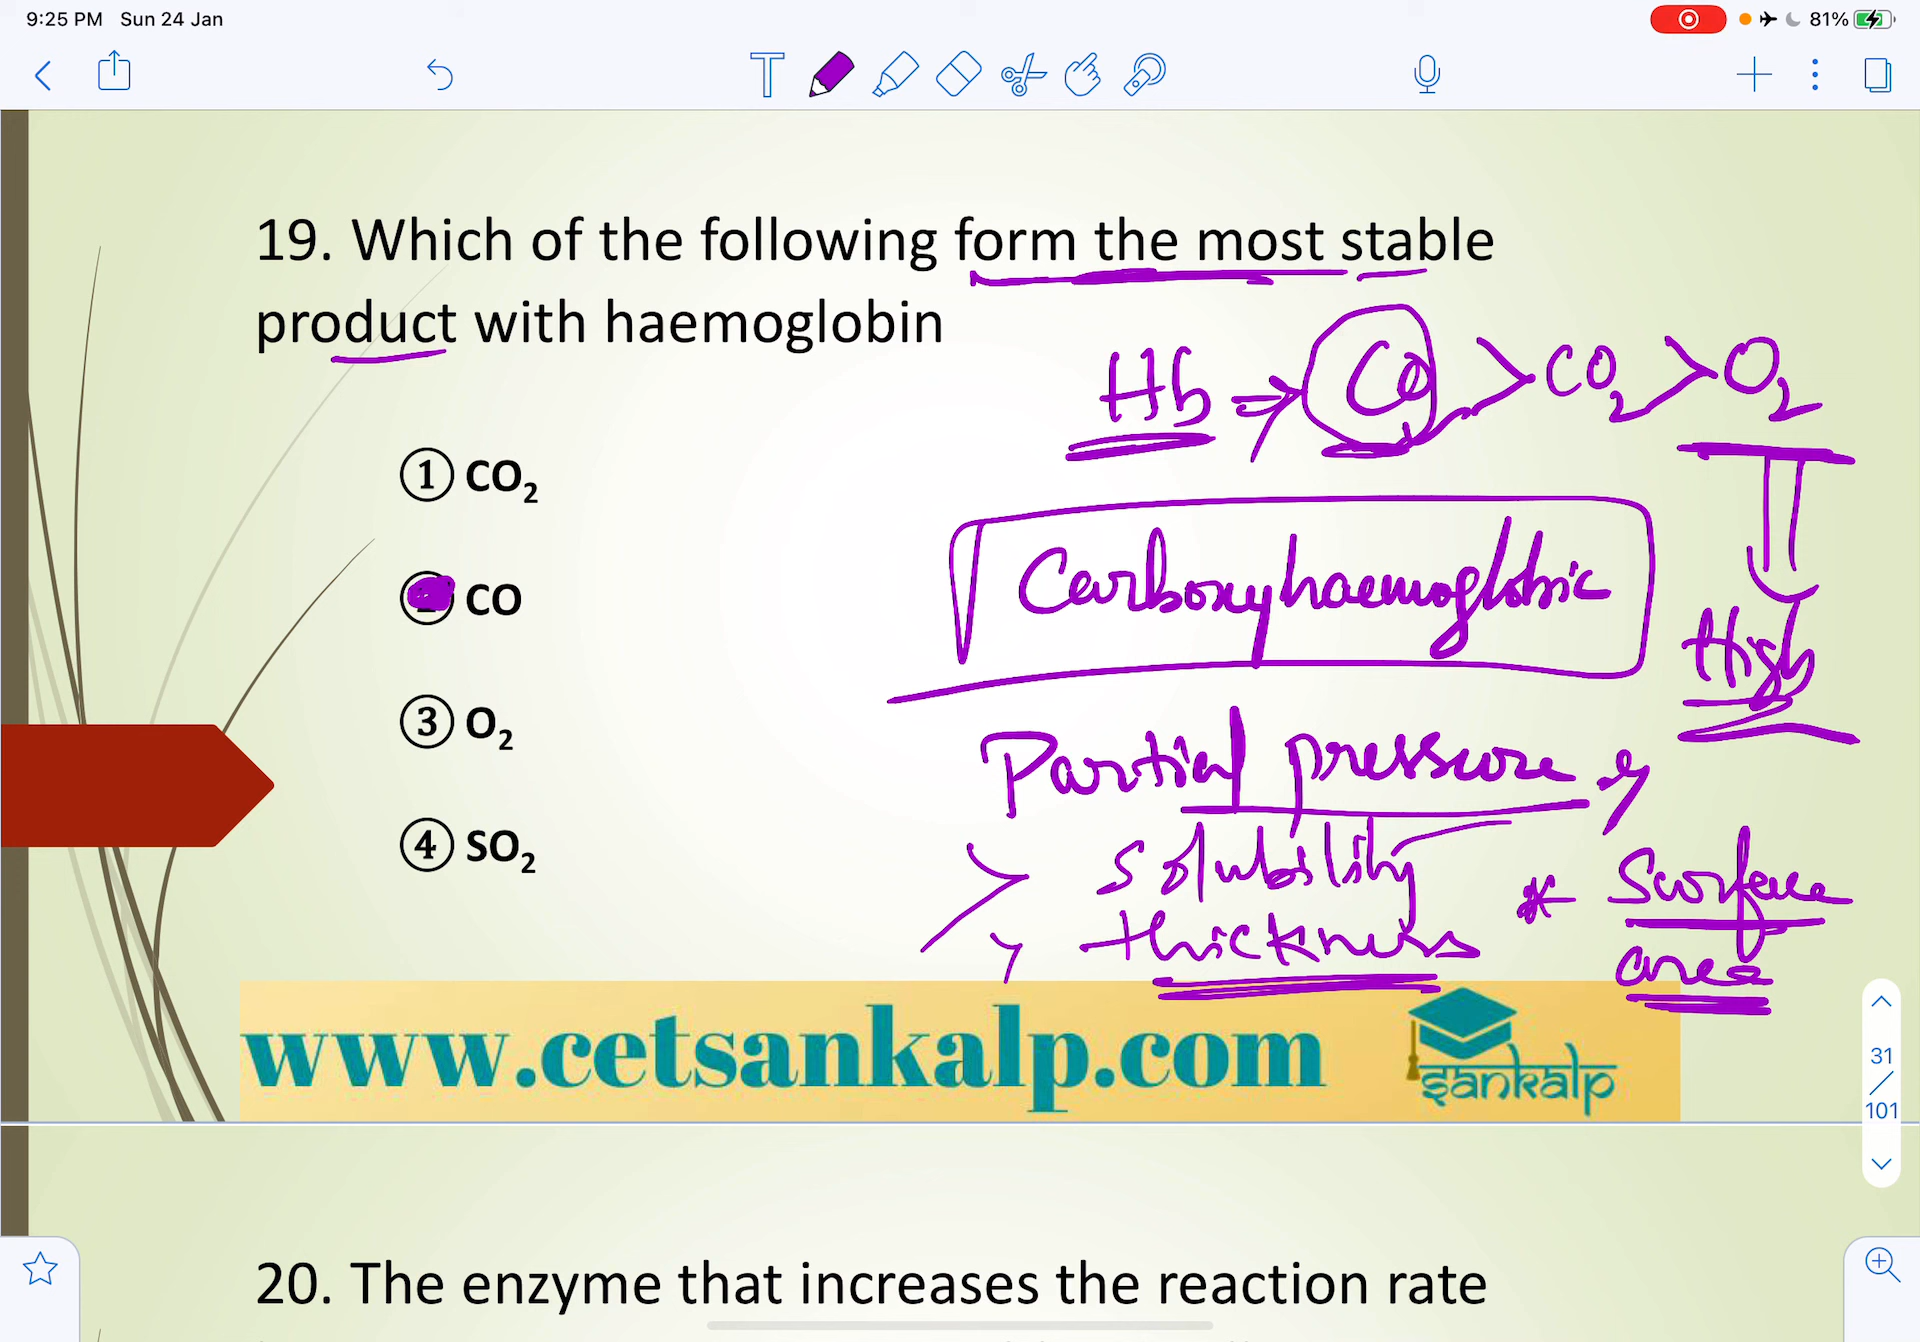 9:25 PM Sun 24 Jan
81%
19. Which of the following form the most stable
product with haemoglobin
Hb → CO > CO₂ > O₂
① CO₂
Carboxyhaemoglobic
② CO
High
③ O₂
Partial pressure
④ SO₂
Solubility
* Surface
thickness
area
www.cetsankalp.com
sankalp
31
/
101
20. The enzyme that increases the reaction rate